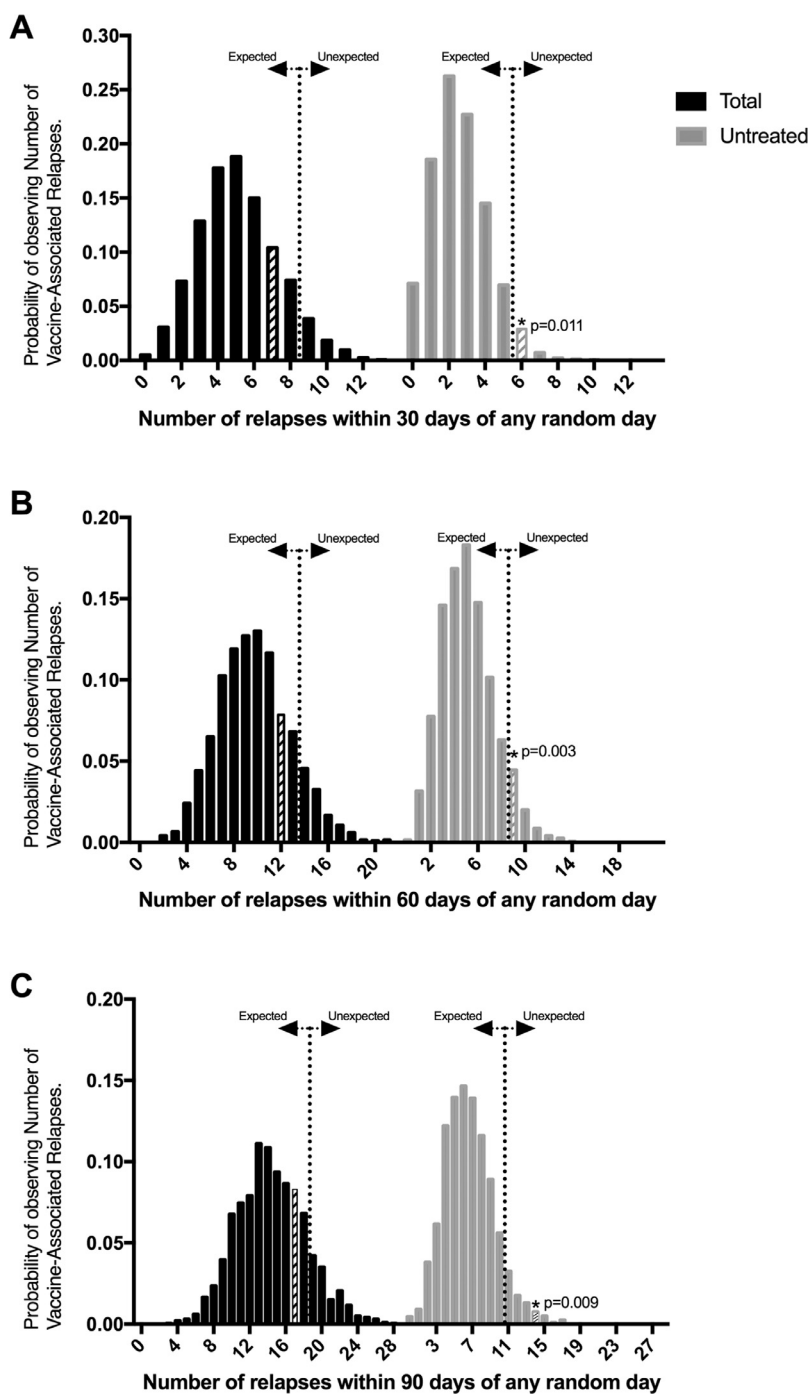 A
Probability of observing Number of
Vaccine-Associated Relapses.
0.30
0.25
0.20
0.15
0.10
0.05
0.00
Expected Unexpected
Expected Unexpected
* p=0.011
Total
Untreated
0 2 4 6 8 10 12 0 2 4 6 8 10 12
Number of relapses within 30 days of any random day
B
Probability of observing Number of
Vaccine-Associated Relapses.
0.20
0.15
0.10
0.05
0.00
Expected Unexpected
Expected Unexpected
* p=0.003
0 4 8 12 16 20 2 6 10 14 18
Number of relapses within 60 days of any random day
C
Probability of observing Number of
Vaccine-Associated Relapses.
0.20
0.15
0.10
0.05
0.00
Expected Unexpected
Expected Unexpected
* p=0.009
0 4 8 12 16 20 24 28 3 7 11 15 19 23 27
Number of relapses within 90 days of any random day